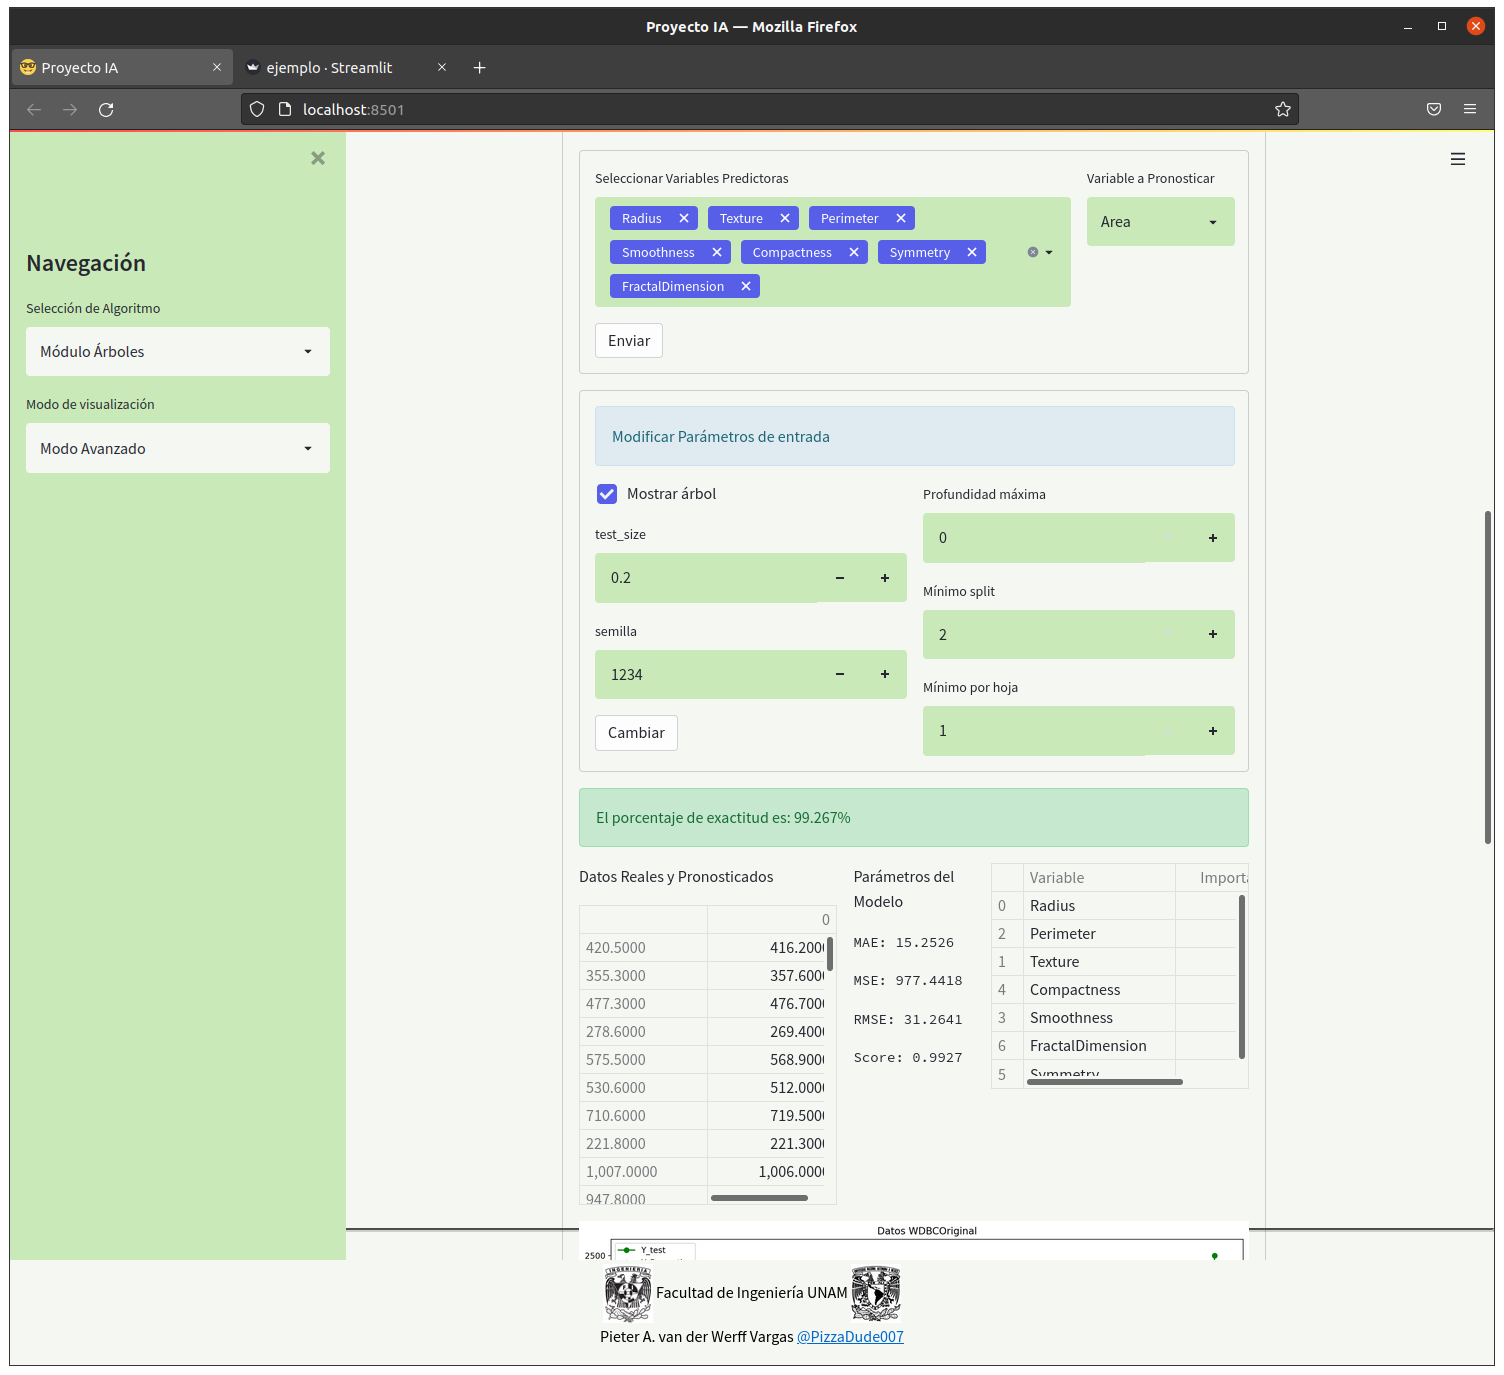 Proyecto IA — Mozilla Firefox
Proyecto IA
ejemplo · Streamlit
localhost:8501
Navegación
Selección de Algoritmo
Módulo Árboles
Modo de visualización
Modo Avanzado
Seleccionar Variables Predictoras
Radius
Texture
Perimeter
Smoothness
Compactness
Symmetry
FractalDimension
Variable a Pronosticar
Area
Enviar
Modificar Parámetros de entrada
Mostrar árbol
test_size
0.2
semilla
1234
Cambiar
Profundidad máxima
0
Mínimo split
2
Mínimo por hoja
1
El porcentaje de exactitud es: 99.267%
Datos Reales y Pronosticados
0
420.5000 416.200
355.3000 357.600
477.3000 476.700
278.6000 269.400
575.5000 568.900
530.6000 512.000
710.6000 719.500
221.8000 221.300
1,007.0000 1,006.000
947.8000
Parámetros del
Modelo
MAE: 15.2526
MSE: 977.4418
RMSE: 31.2641
Score: 0.9927
Variable Import
0 Radius
2 Perimeter
1 Texture
4 Compactness
3 Smoothness
6 FractalDimension
5 Symmetry
Datos WDBCOriginal
2500
Y_test
INGENIERIA
Facultad de Ingeniería UNAM
Pieter A. van der Werff Vargas @PizzaDude007